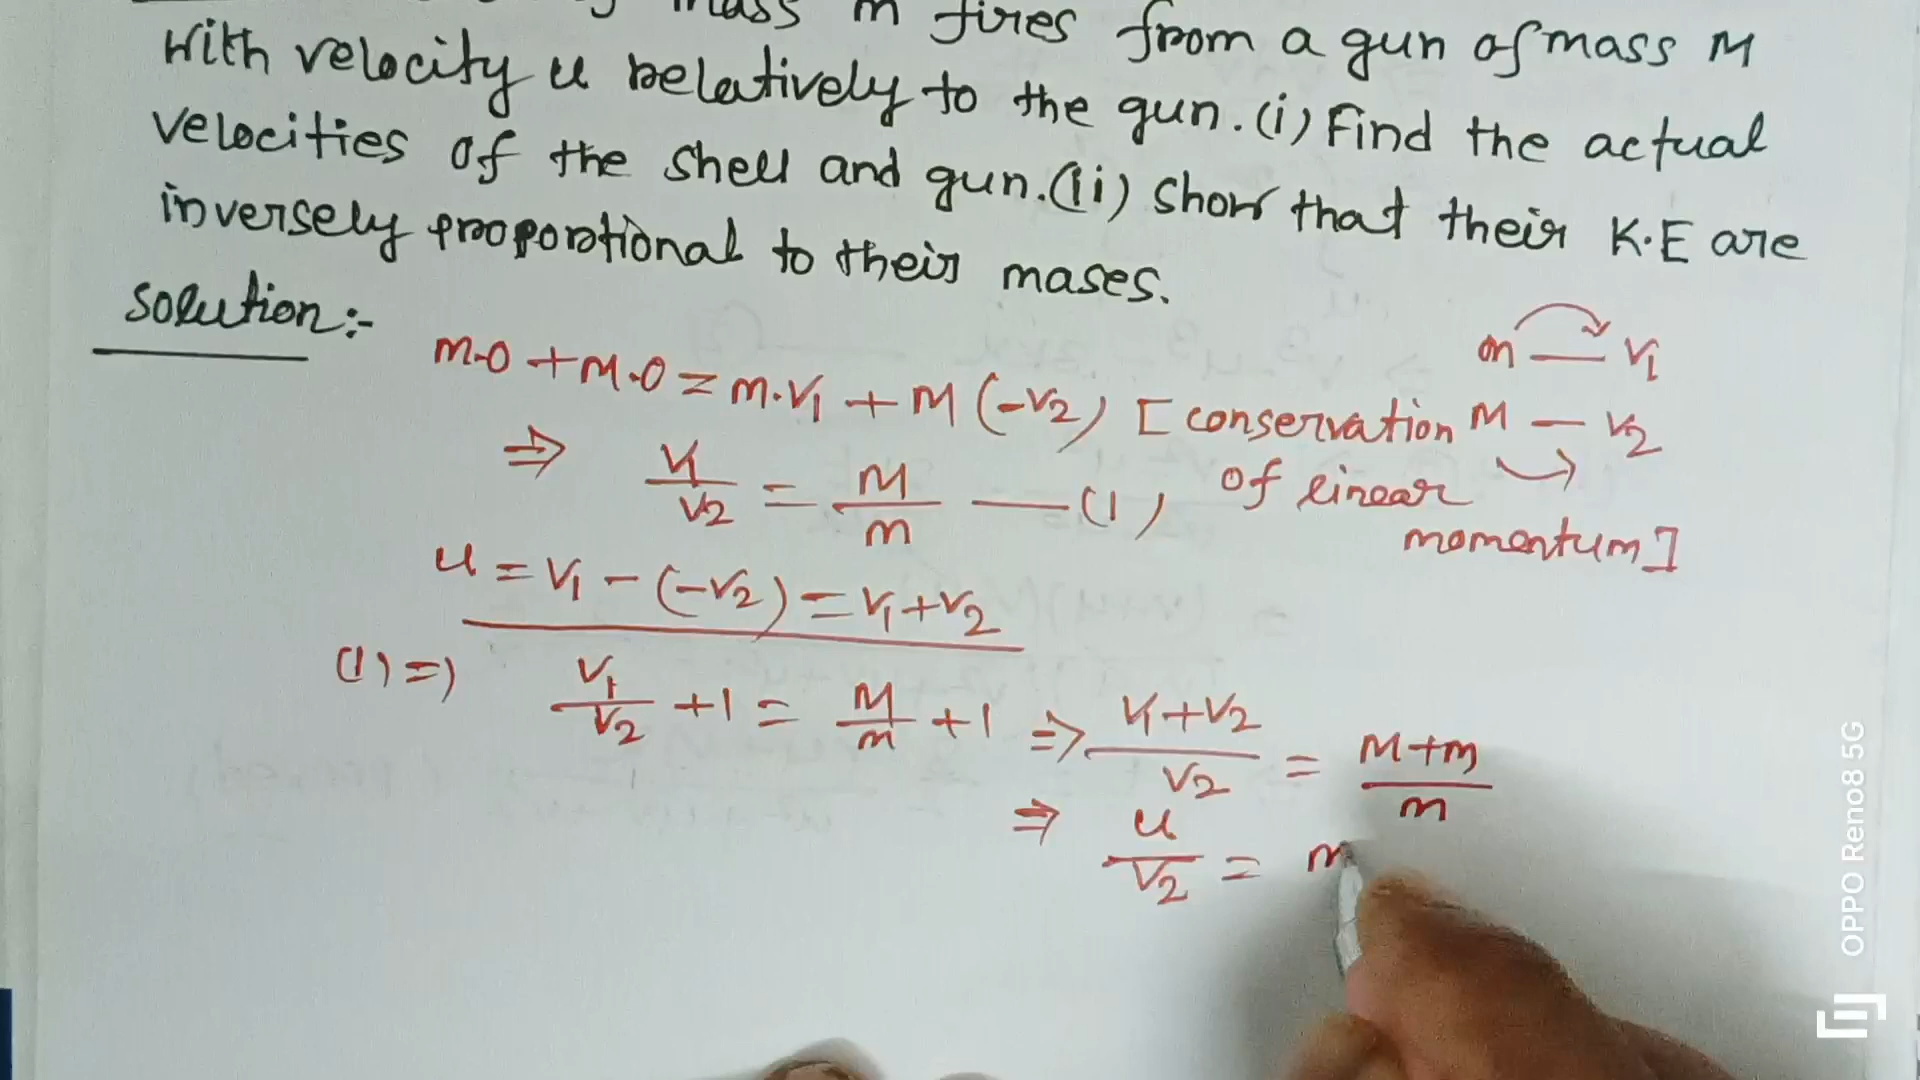 mass m fires from a gun of mass M
with velocity u relatively to the gun. (i) Find the actual
velocities of the shell and gun. (ii) show that their K.E are
inversely proportional to their mases.
solution:-
m.0 + M.0 = m.V1 + M (-V2) [conservation of linear momentum]
m — V1
M — V2
⇒ V1/V2 = M/m — (1)
u = V1 - (-V2) = V1 + V2
(1) ⇒ V1/V2 + 1 = M/m + 1 ⇒ V1+V2/V2 = M+m/m
⇒ u/V2 = m
OPPO Reno8 5G